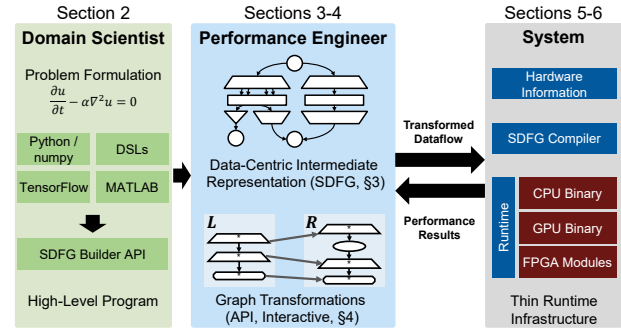 Section 2
Domain Scientist
Problem Formulation
∂u/∂t − α∇²u = 0
Python /
numpy
DSLs
TensorFlow
MATLAB
SDFG Builder API
High-Level Program
Sections 3-4
Performance Engineer
Data-Centric Intermediate
Representation (SDFG, §3)
L
R
*
*
*
*
*
*
Graph Transformations
(API, Interactive, §4)
Transformed
Dataflow
Performance
Results
Sections 5-6
System
Hardware
Information
SDFG Compiler
Runtime
CPU Binary
GPU Binary
FPGA Modules
Thin Runtime
Infrastructure